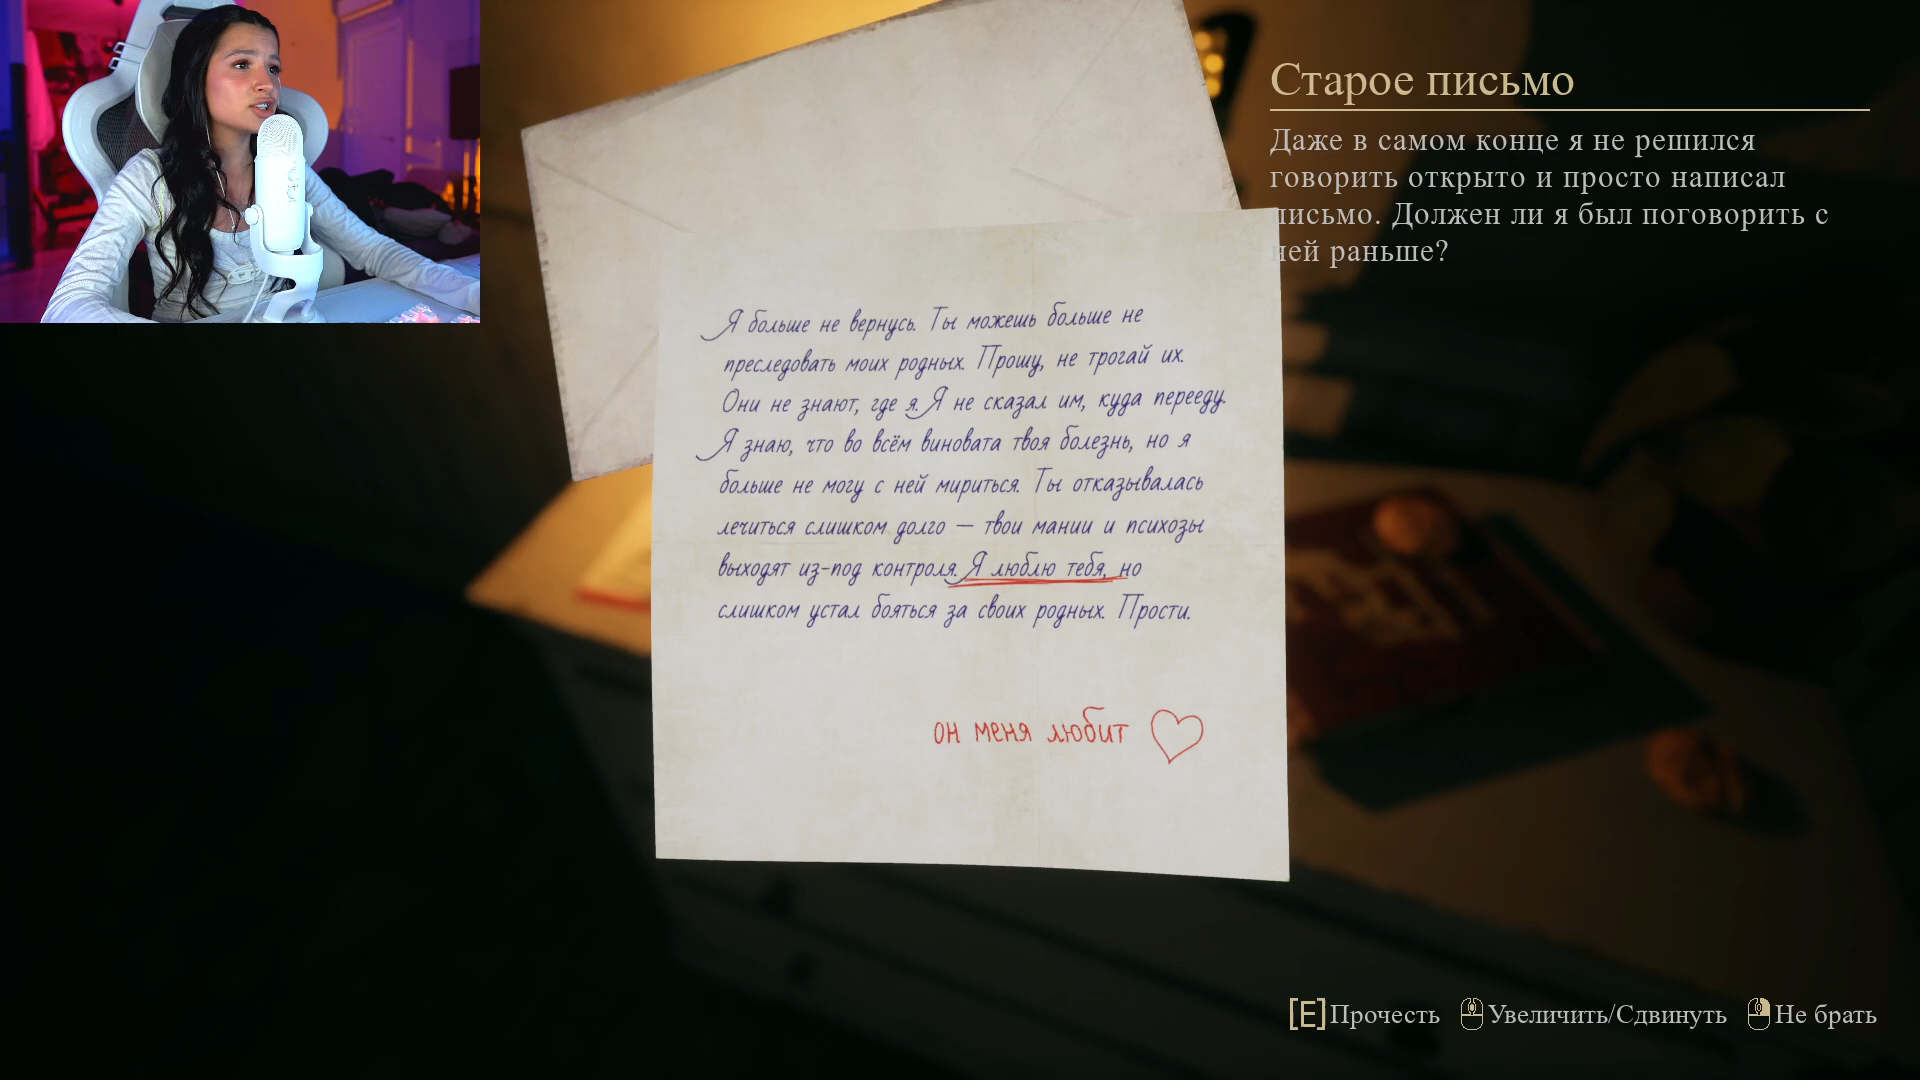 Старое письмо
Даже в самом конце я не решился
говорить открыто и просто написал
письмо. Должен ли я был поговорить с
ней раньше?
Я больше не вернусь. Ты можешь больше не
преследовать моих родных. Прошу, не трогай их.
Они не знают, где я. Я не сказал им, куда перееду.
Я знаю, что во всём виновата твоя болезнь, но я
больше не могу с ней мириться. Ты отказывалась
лечиться слишком долго — твои мании и психозы
выходят из-под контроля. Я люблю тебя, но
слишком устал бояться за своих родных. Прости.
он меня любит
[E] Прочесть Увеличить/Сдвинуть Не брать